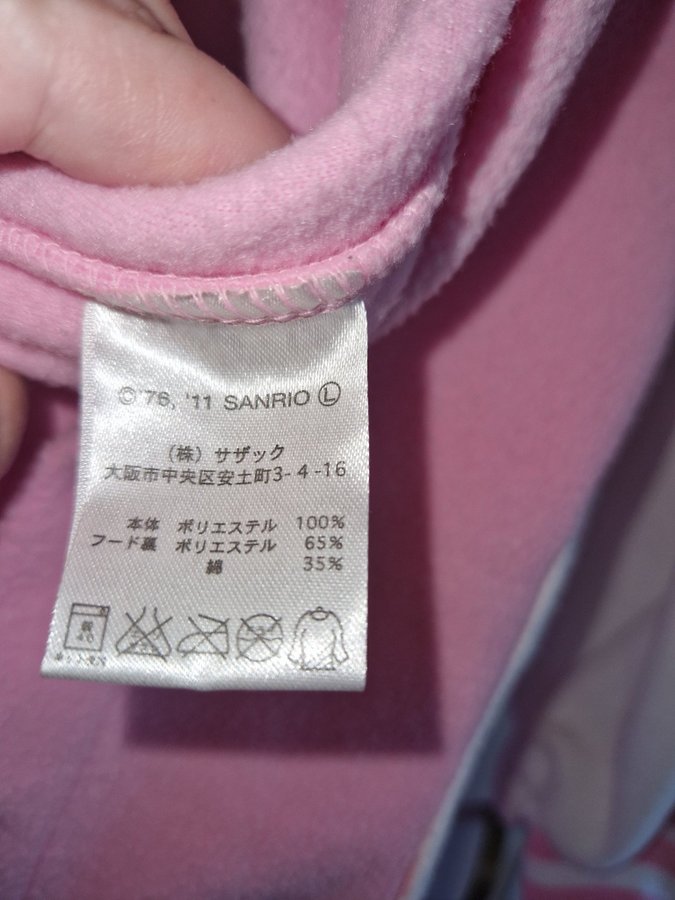 © '76, '11 SANRIO Ⓛ
（株）サザック
大阪市中央区安土町3-4-16
本体 ポリエステル 100%
フード裏 ポリエステル 65%
綿 35%